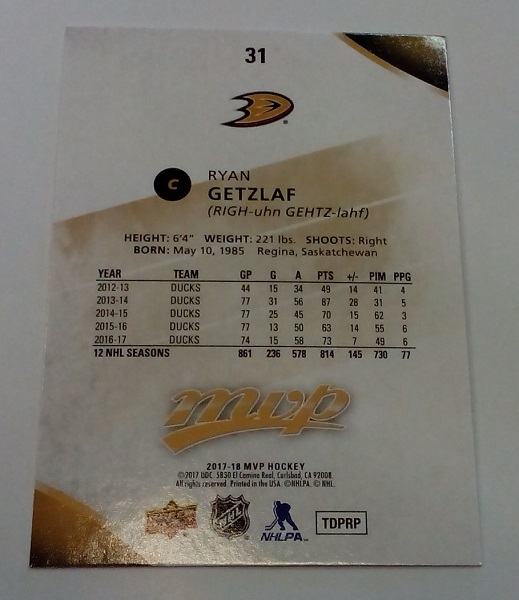 31
C
RYAN
GETZLAF
(RIGH-uhn GEHTZ-lahf)
HEIGHT: 6'4" WEIGHT: 221 lbs. SHOOTS: Right
BORN: May 10, 1985 Regina, Saskatchewan
YEAR TEAM GP G A PTS +/- PIM PPG
2012-13 DUCKS 44 15 34 49 14 41 4
2013-14 DUCKS 77 31 56 87 28 31 5
2014-15 DUCKS 77 25 45 70 15 62 3
2015-16 DUCKS 77 13 50 63 14 55 6
2016-17 DUCKS 74 15 58 73 7 49 6
12 NHL SEASONS 861 236 578 814 145 730 77
mvp
2017-18 MVP HOCKEY
©2017 UDC. 5830 El Camino Real, Carlsbad, CA 92008.
All rights reserved. Printed in the USA. ©NHLPA. © NHL.
NHL
NHLPA
TDPRP